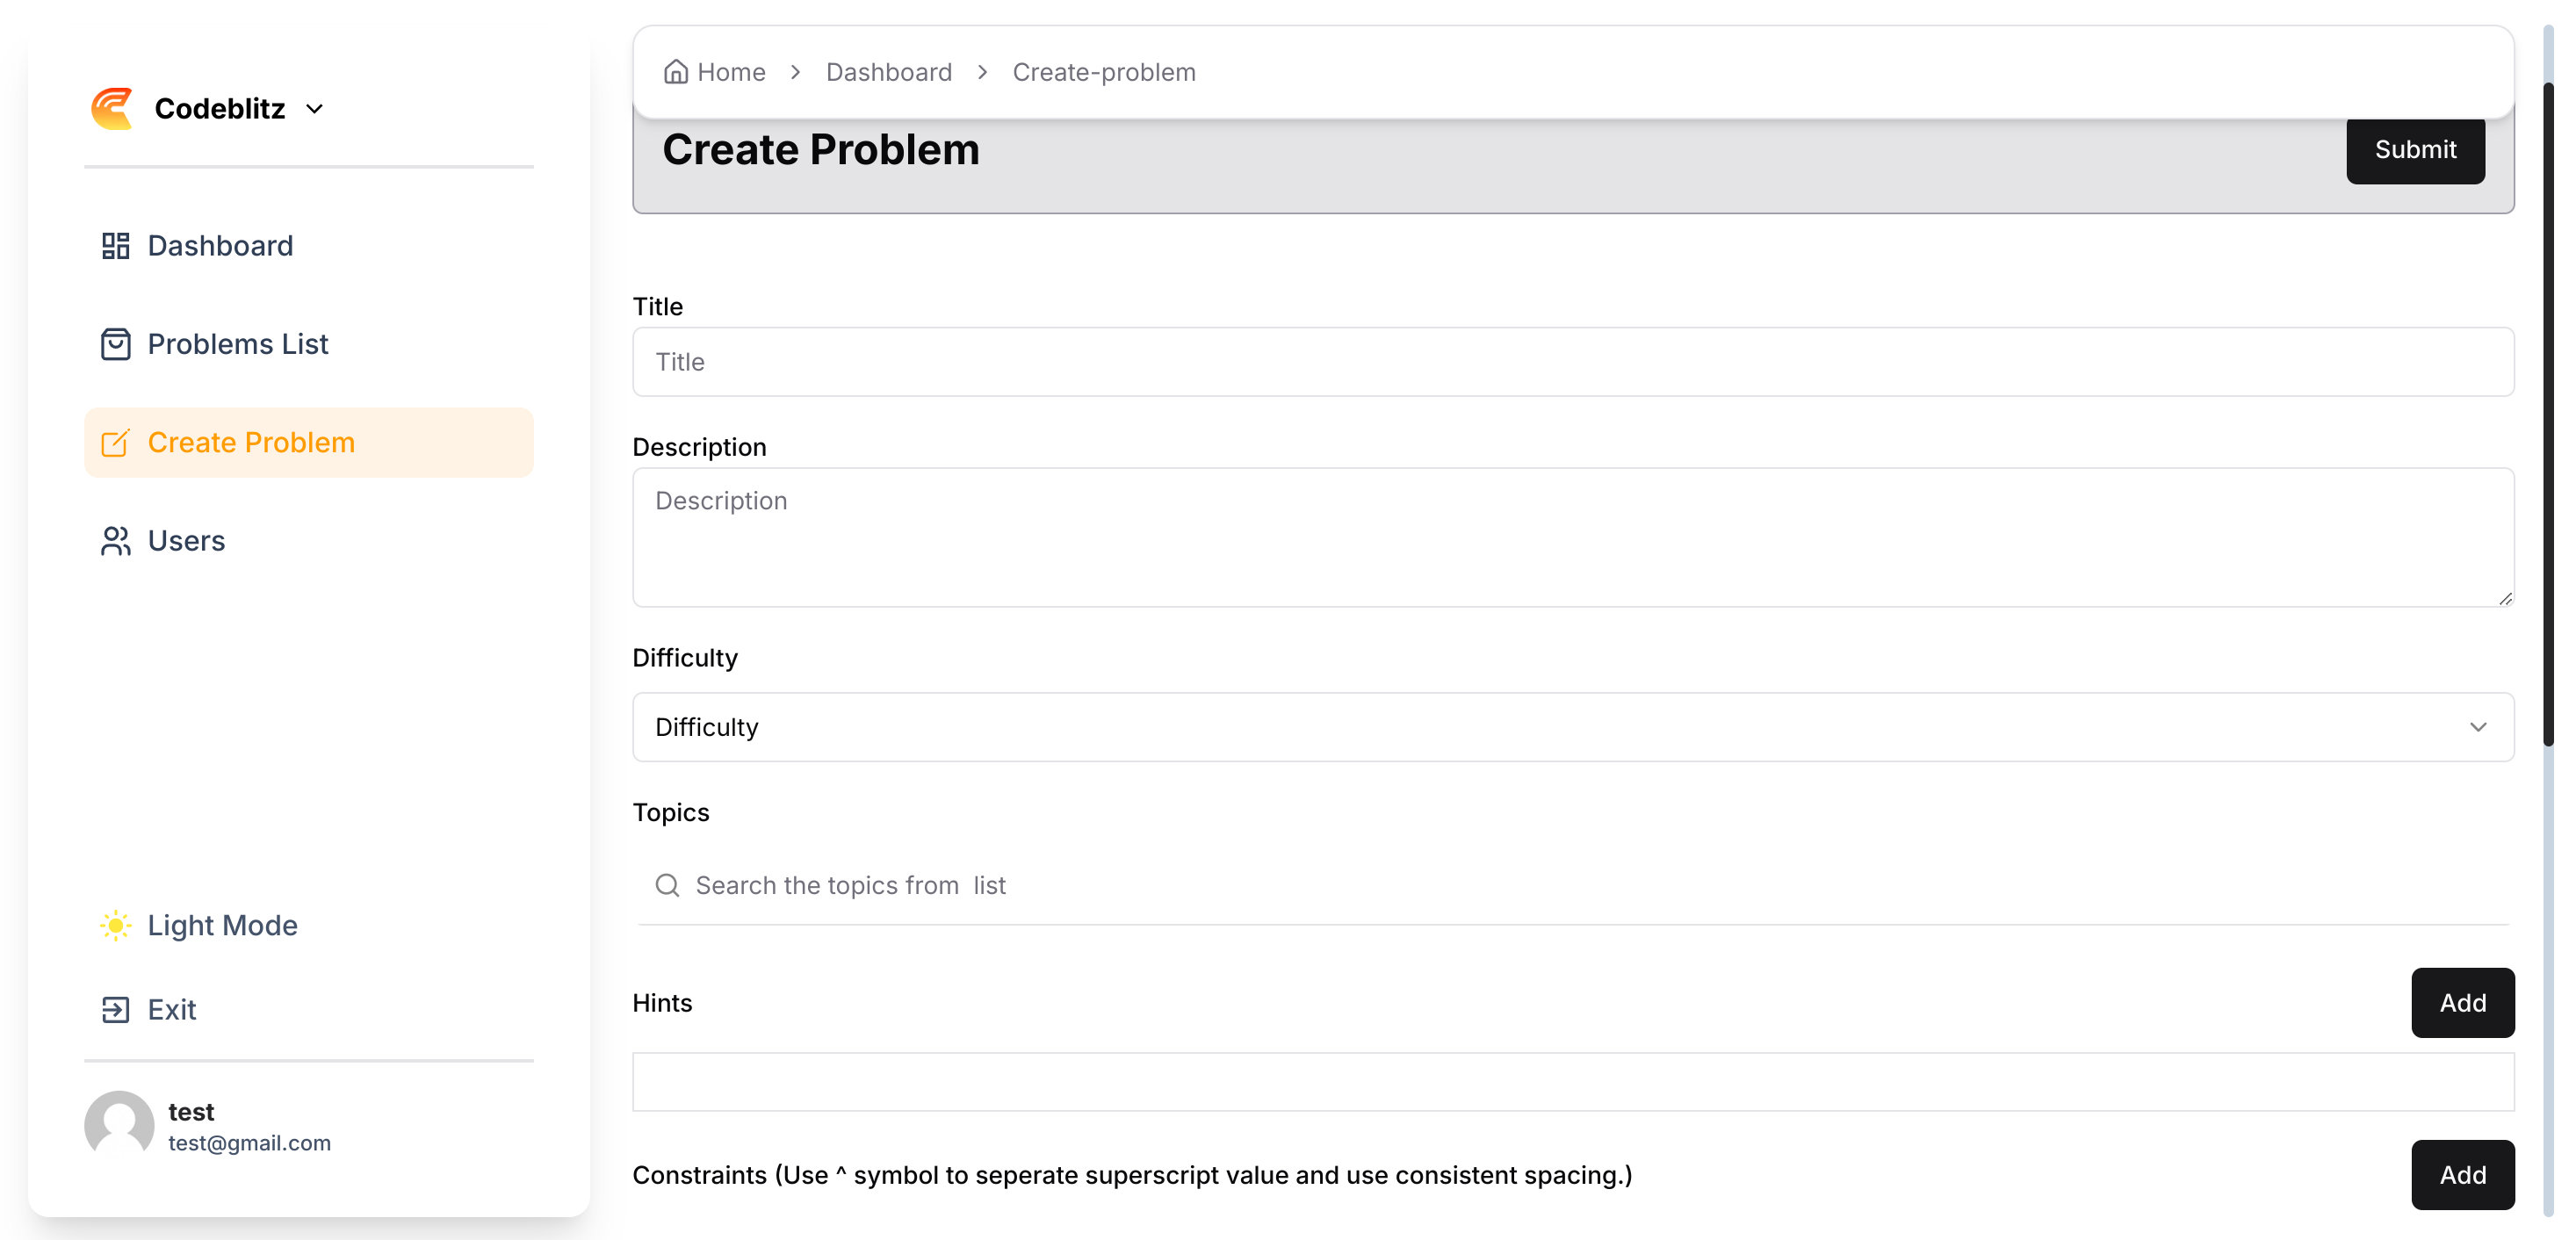 Codeblitz
Dashboard
Problems List
Create Problem
Users
Light Mode
Exit
test
test@gmail.com
Home > Dashboard > Create-problem
Create Problem
Submit
Title
Title
Description
Description
Difficulty
Difficulty
Topics
Search the topics from  list
Hints
Add
Constraints (Use ^ symbol to seperate superscript value and use consistent spacing.)
Add